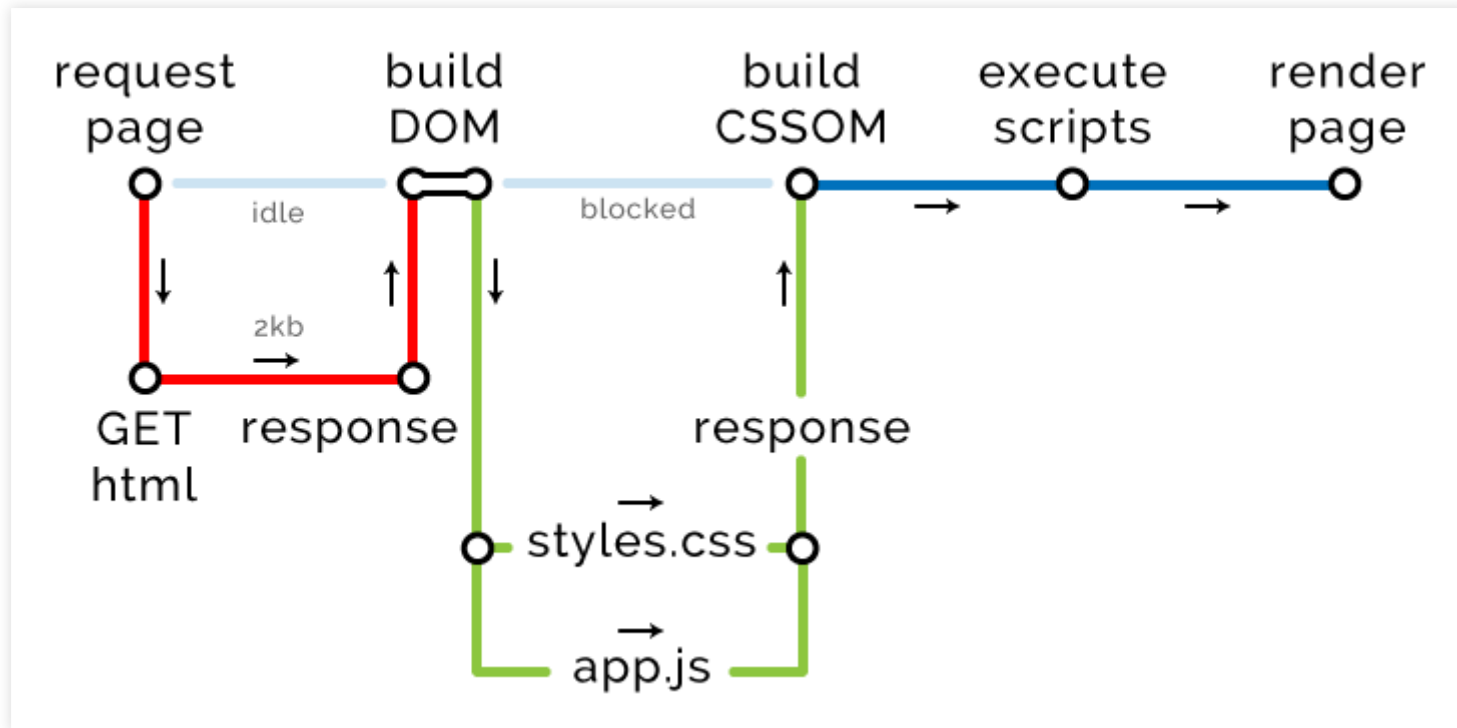 request
page
build
DOM
build
CSSOM
execute
scripts
render
page
idle
blocked
2kb
GET
html
response
response
styles.css
app.js